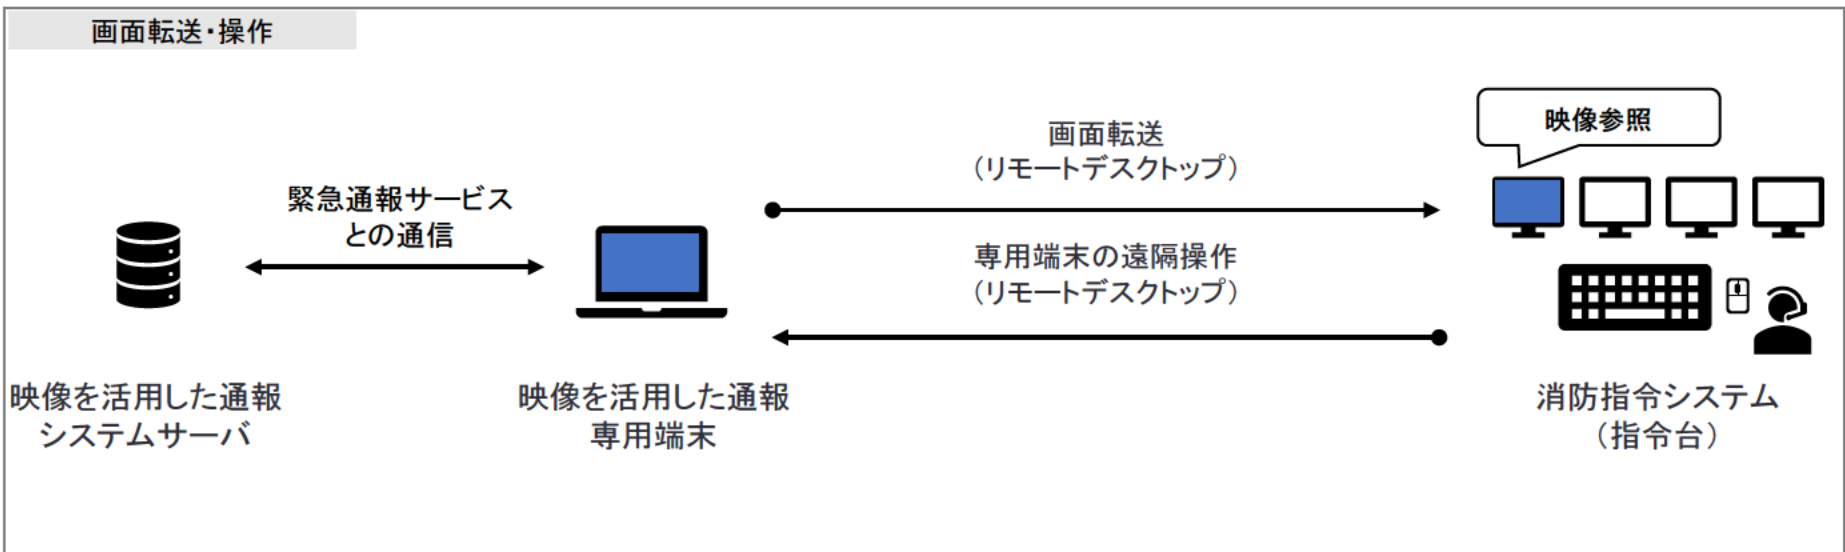 画面転送・操作
映像参照
画面転送
（リモートデスクトップ）
緊急通報サービス
との通信
専用端末の遠隔操作
（リモートデスクトップ）
映像を活用した通報
システムサーバ
映像を活用した通報
専用端末
消防指令システム
（指令台）